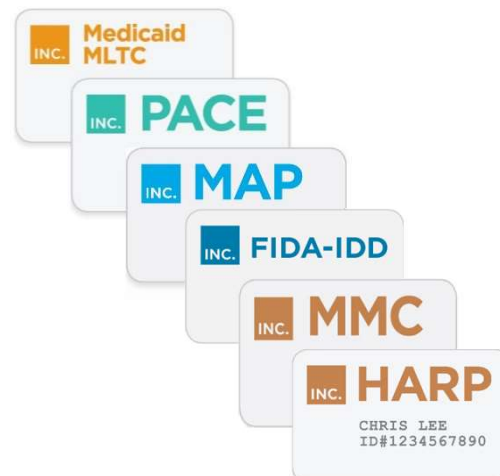 INC. Medicaid
MLTC
INC. PACE
INC. MAP
INC. FIDA-IDD
INC. MMC
INC. HARP
CHRIS LEE
ID#1234567890